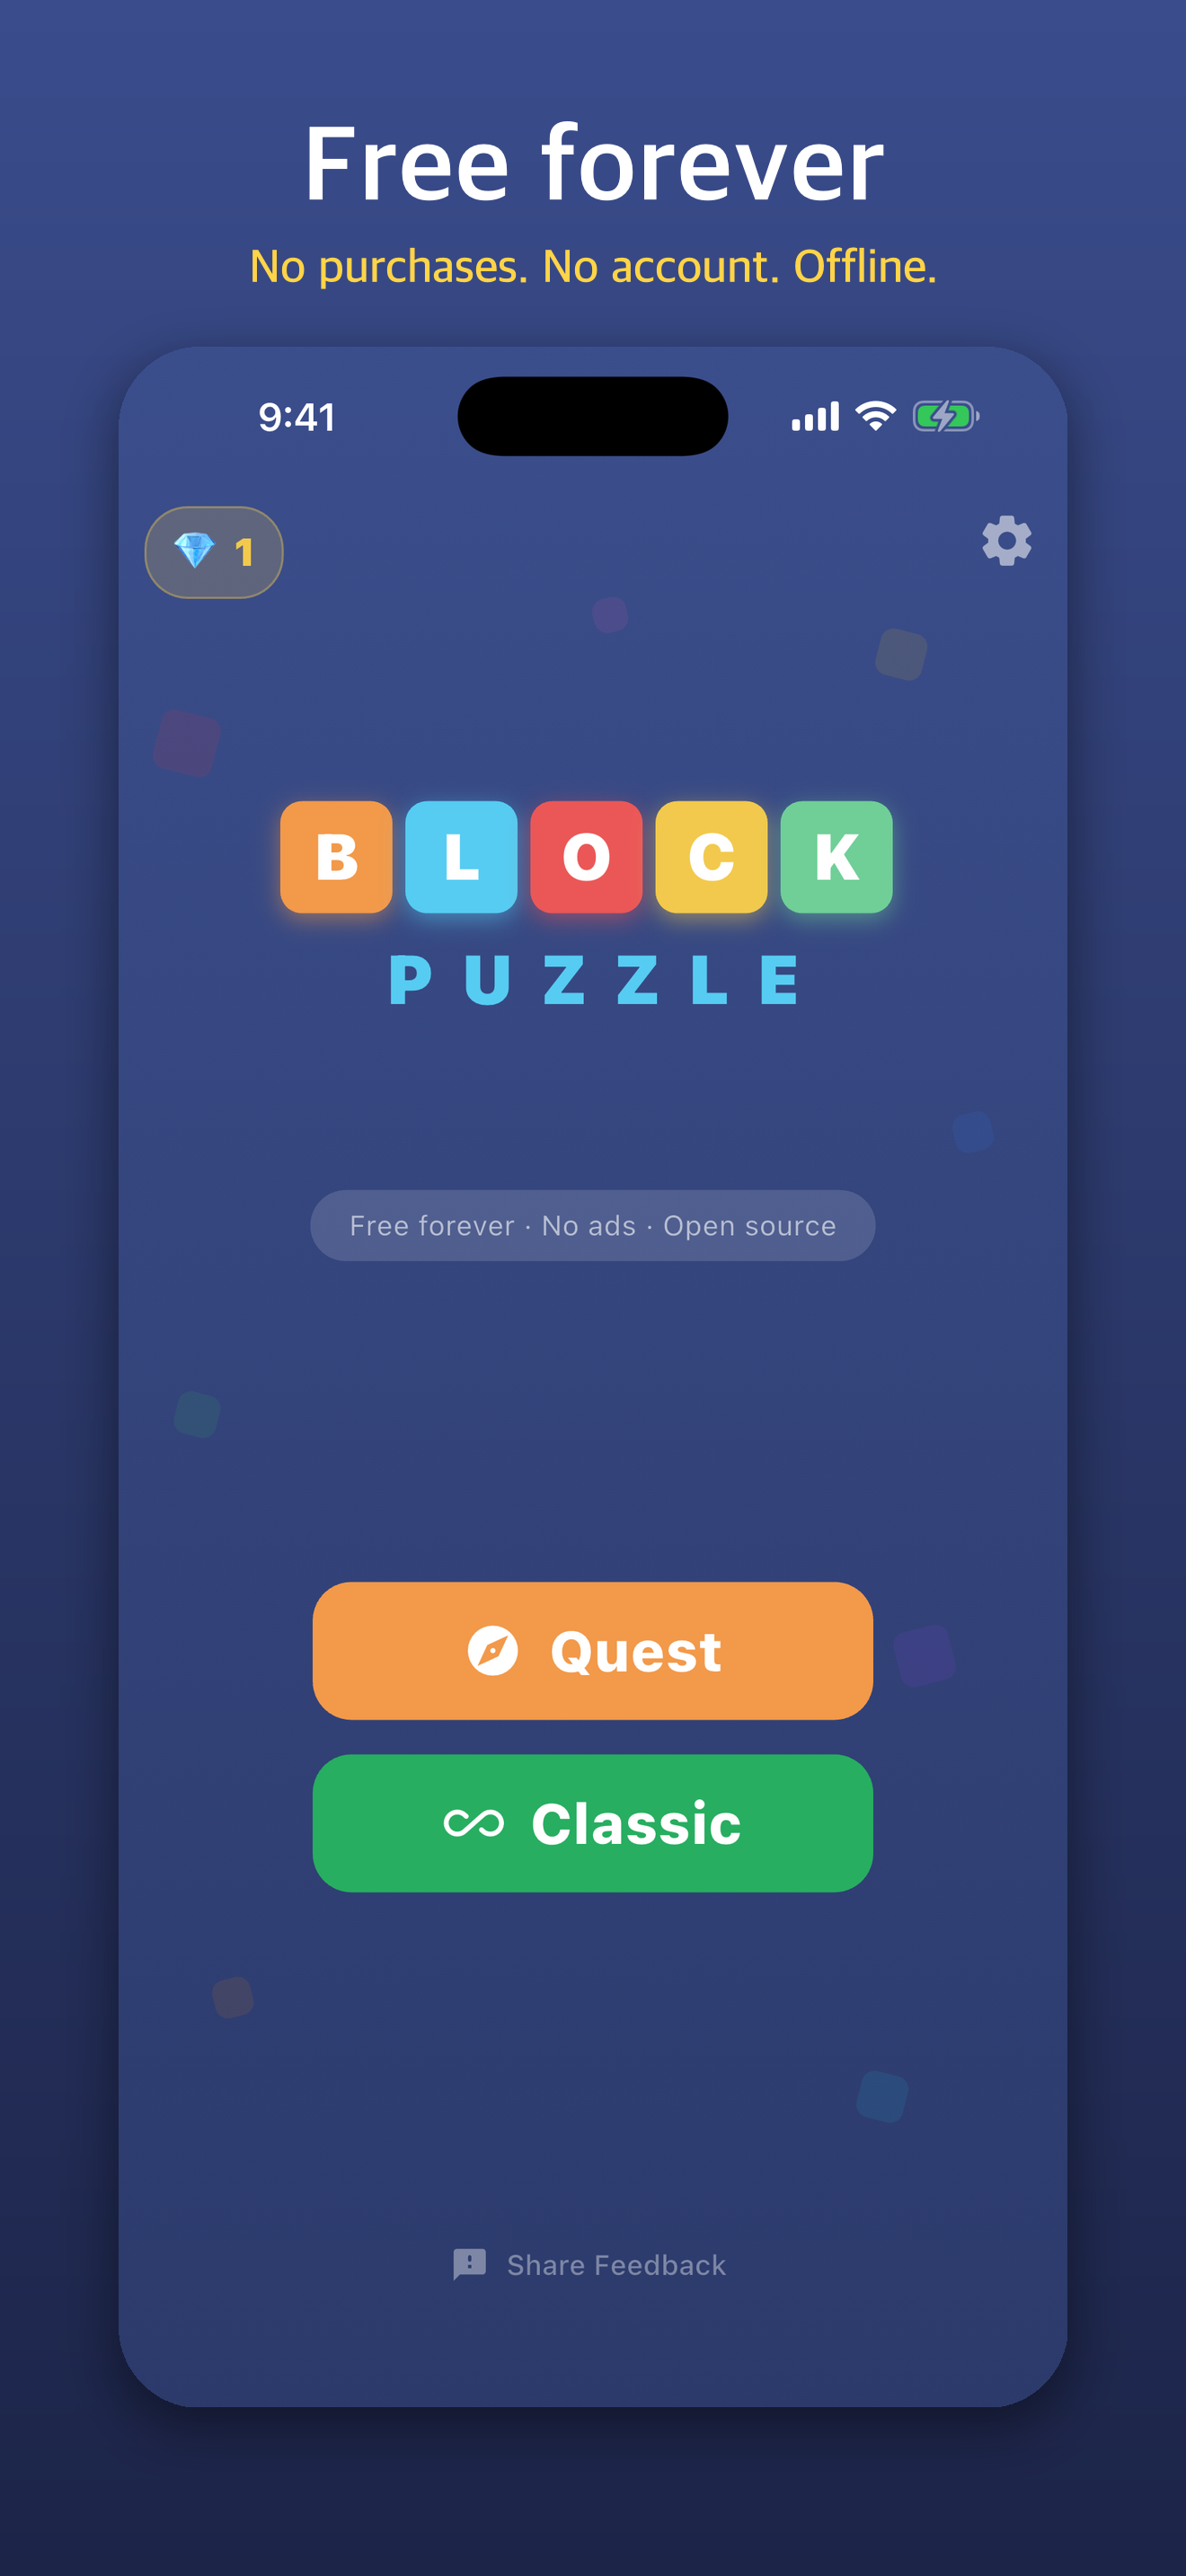 Free forever
No purchases. No account. Offline.
9:41
1
BLOCK
PUZZLE
Free forever · No ads · Open source
Quest
Classic
Share Feedback